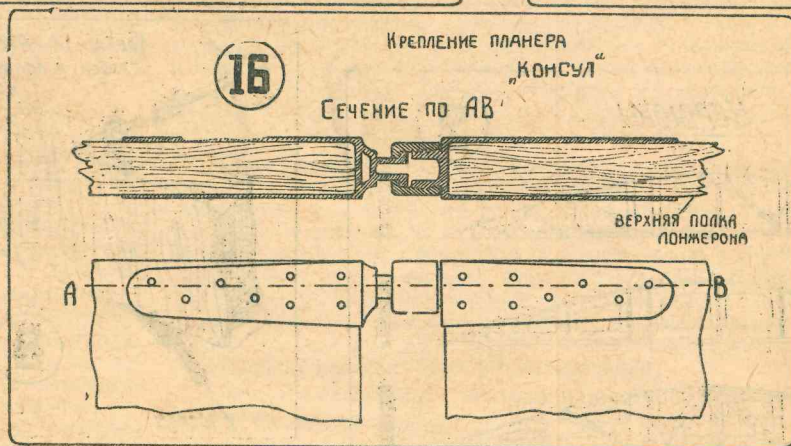 16
Крепление планера
„Консул“
Сечение по АВ
верхняя полка
лонжерона
А
В